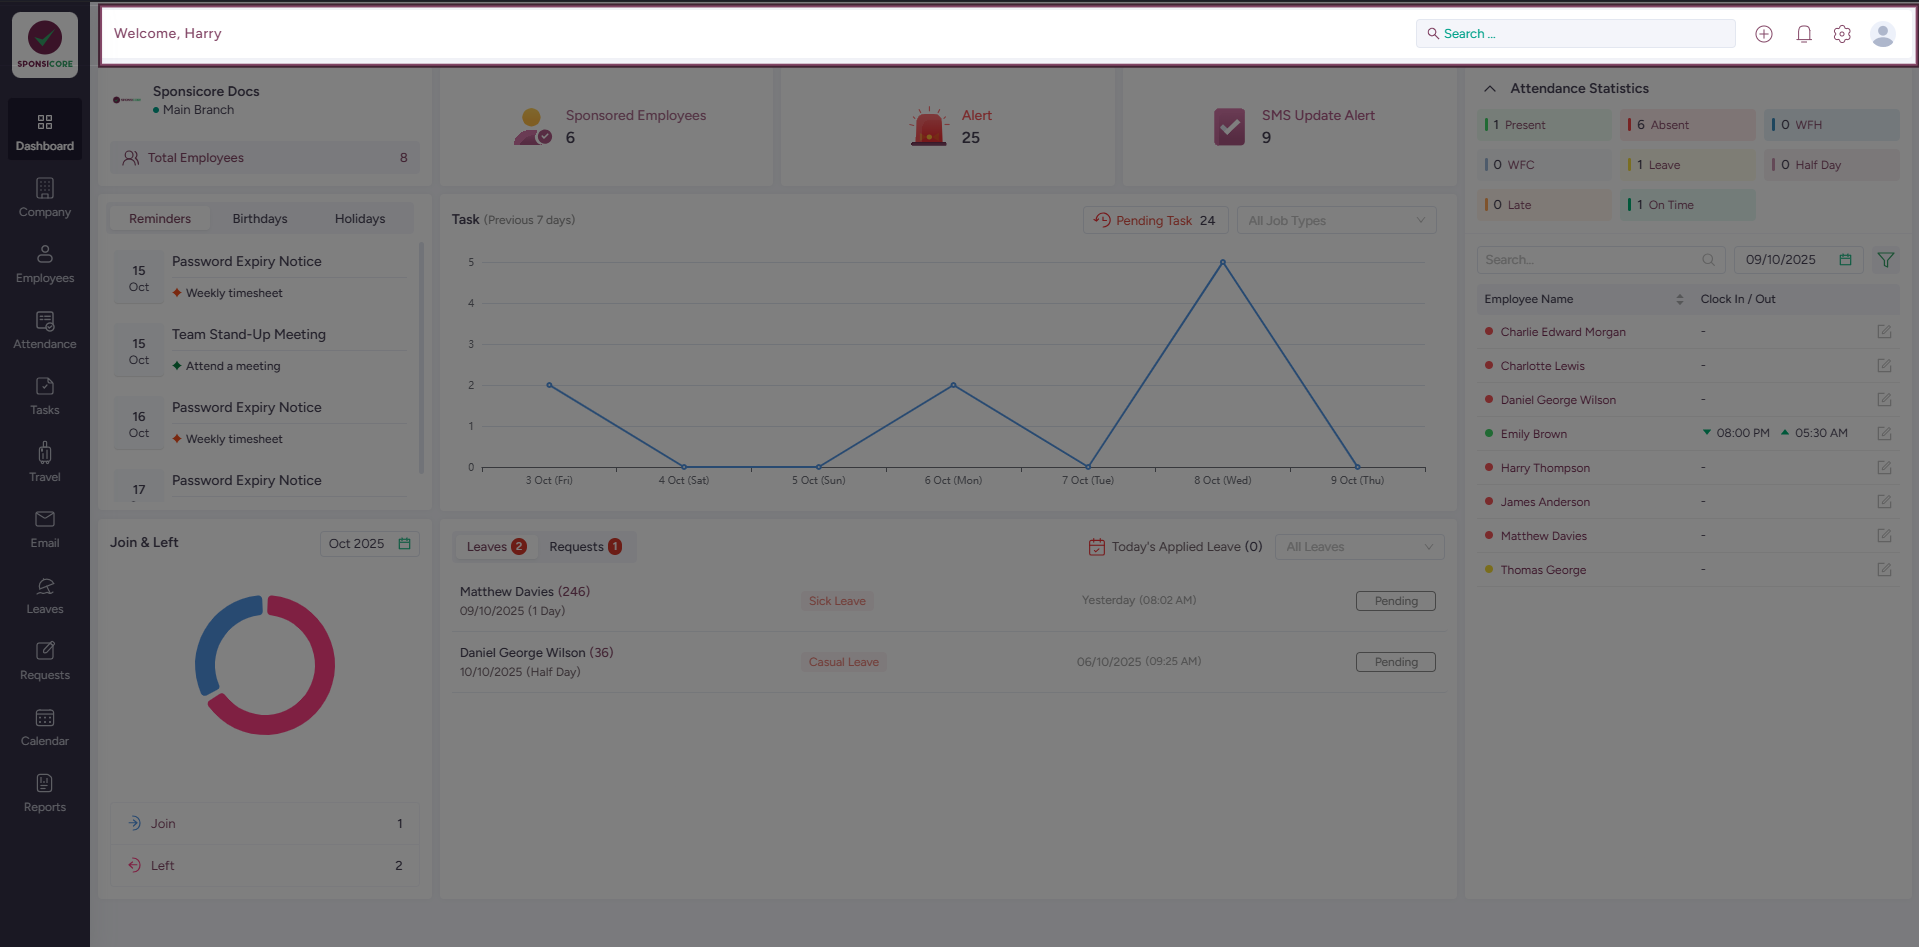 Welcome, Harry
Search ...
SPONSICORE
Dashboard
Company
Employees
Attendance
Tasks
Travel
Email
Leaves
Requests
Calendar
Reports
Sponsicore Docs
Main Branch
Total Employees 8
Sponsored Employees
6
Alert
25
SMS Update Alert
9
Reminders Birthdays Holidays
15
Oct
Password Expiry Notice
Weekly timesheet
15
Oct
Team Stand-Up Meeting
Attend a meeting
16
Oct
Password Expiry Notice
Weekly timesheet
17
Password Expiry Notice
Task (Previous 7 days)
Pending Task 24
All Job Types
5
4
3
2
1
0
3 Oct (Fri) 4 Oct (Sat) 5 Oct (Sun) 6 Oct (Mon) 7 Oct (Tue) 8 Oct (Wed) 9 Oct (Thu)
Join & Left
Oct 2025
Join 1
Left 2
Leaves 2 Requests 1
Today's Applied Leave (0)
All Leaves
Matthew Davies (246)
09/10/2025 (1 Day)
Sick Leave
Yesterday (08:02 AM)
Pending
Daniel George Wilson (36)
10/10/2025 (Half Day)
Casual Leave
06/10/2025 (09:25 AM)
Pending
Attendance Statistics
1 Present 6 Absent 0 WFH
0 WFC 1 Leave 0 Half Day
0 Late 1 On Time
Search...
09/10/2025
Employee Name Clock In / Out
Charlie Edward Morgan -
Charlotte Lewis -
Daniel George Wilson -
Emily Brown 08:00 PM 05:30 AM
Harry Thompson -
James Anderson -
Matthew Davies -
Thomas George -